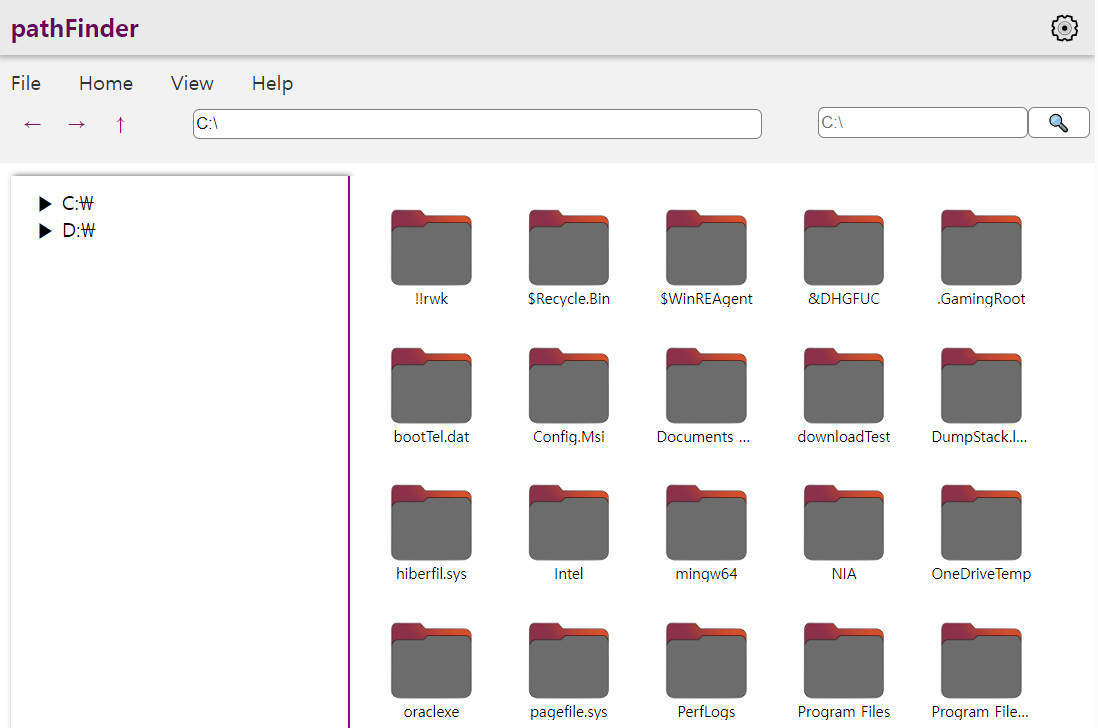 pathFinder
File Home View Help
← → ↑ C:\ C:\
C:₩
D:₩
!!rwk $Recycle.Bin $WinREAgent &DHGFUC .GamingRoot
bootTel.dat Config.Msi Documents ... downloadTest DumpStack.l...
hiberfil.sys Intel mingw64 NIA OneDriveTemp
oraclexe pagefile.sys PerfLogs Program Files Program File...